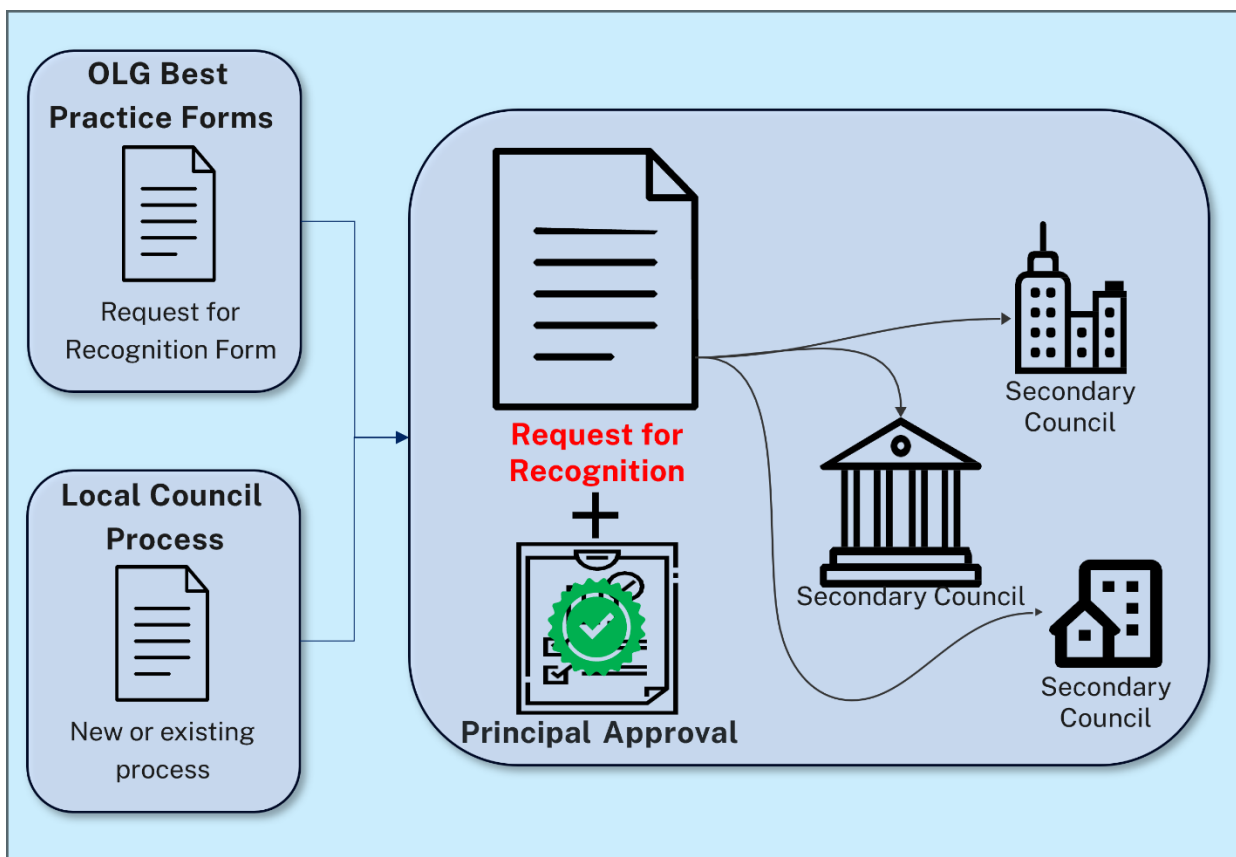 OLG Best
Practice Forms
Request for
Recognition Form
Local Council
Process
New or existing
process
Request for
Recognition
+
Principal Approval
Secondary
Council
Secondary Council
Secondary
Council